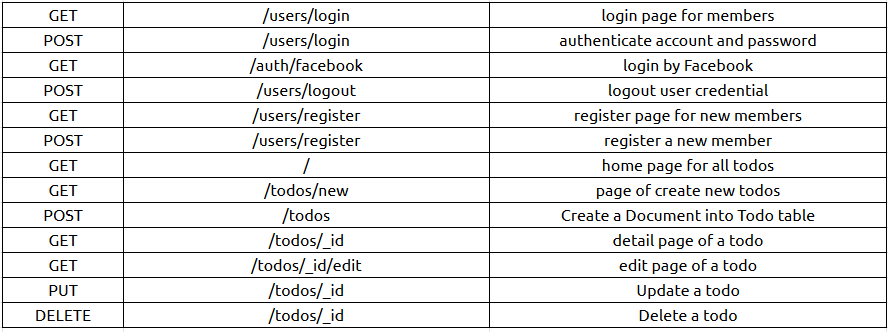 GET /users/login login page for members
POST /users/login authenticate account and password
GET /auth/facebook login by Facebook
POST /users/logout logout user credential
GET /users/register register page for new members
POST /users/register register a new member
GET / home page for all todos
GET /todos/new page of create new todos
POST /todos Create a Document into Todo table
GET /todos/_id detail page of a todo
GET /todos/_id/edit edit page of a todo
PUT /todos/_id Update a todo
DELETE /todos/_id Delete a todo